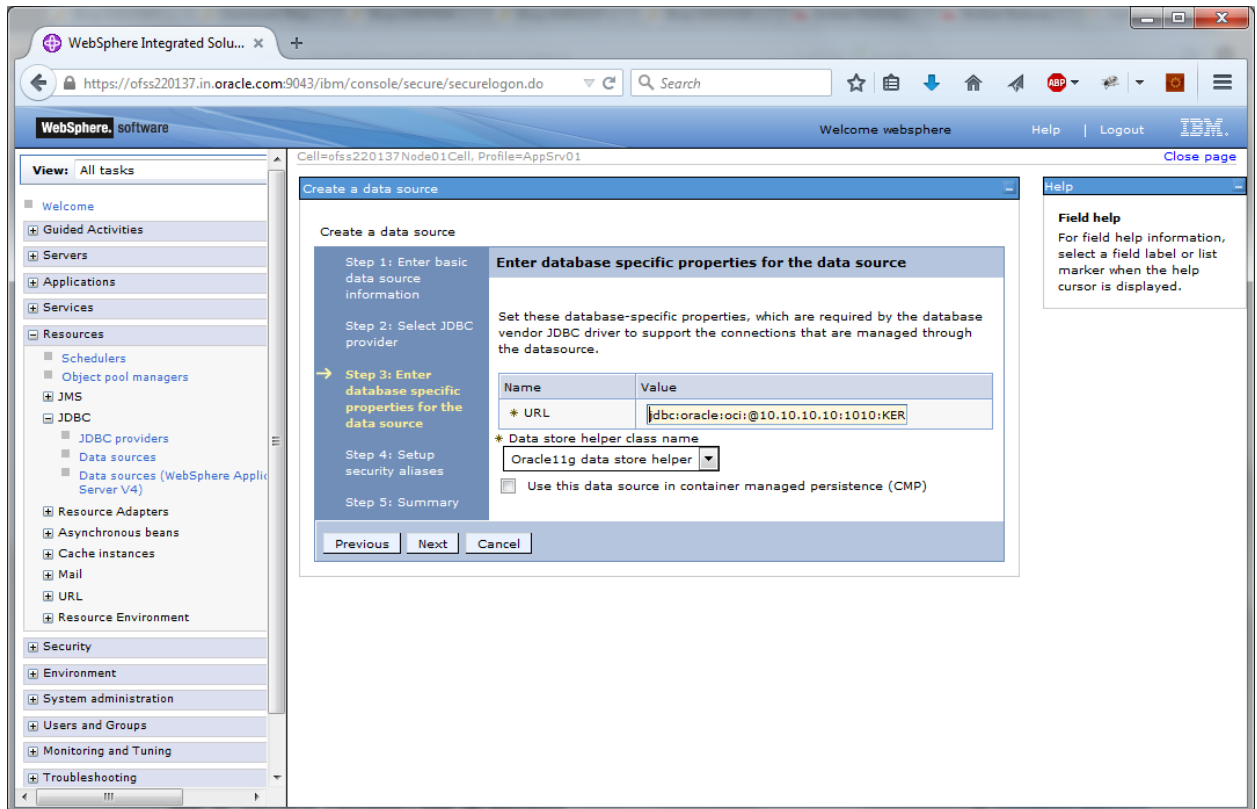 WebSphere Integrated Solu... ×
+
https://ofss220137.in.oracle.com:9043/ibm/console/secure/securelogon.do
Search
ABP
WebSphere. software
Welcome websphere
Help | Logout
IBM.
View: All tasks
Welcome
Guided Activities
Servers
Applications
Services
Resources
Schedulers
Object pool managers
JMS
JDBC
JDBC providers
Data sources
Data sources (WebSphere Applic
Server V4)
Resource Adapters
Asynchronous beans
Cache instances
Mail
URL
Resource Environment
Security
Environment
System administration
Users and Groups
Monitoring and Tuning
Troubleshooting
Cell=ofss220137Node01Cell, Profile=AppSrv01
Close page
Create a data source
Create a data source
Step 1: Enter basic
data source
information
Step 2: Select JDBC
provider
Step 3: Enter
database specific
properties for the
data source
Step 4: Setup
security aliases
Step 5: Summary
Enter database specific properties for the data source
Set these database-specific properties, which are required by the database
vendor JDBC driver to support the connections that are managed through
the datasource.
Name Value
* URL jdbc:oracle:oci:@10.10.10.10:1010:KER
* Data store helper class name
Oracle11g data store helper
Use this data source in container managed persistence (CMP)
Previous Next Cancel
Help
Field help
For field help information,
select a field label or list
marker when the help
cursor is displayed.